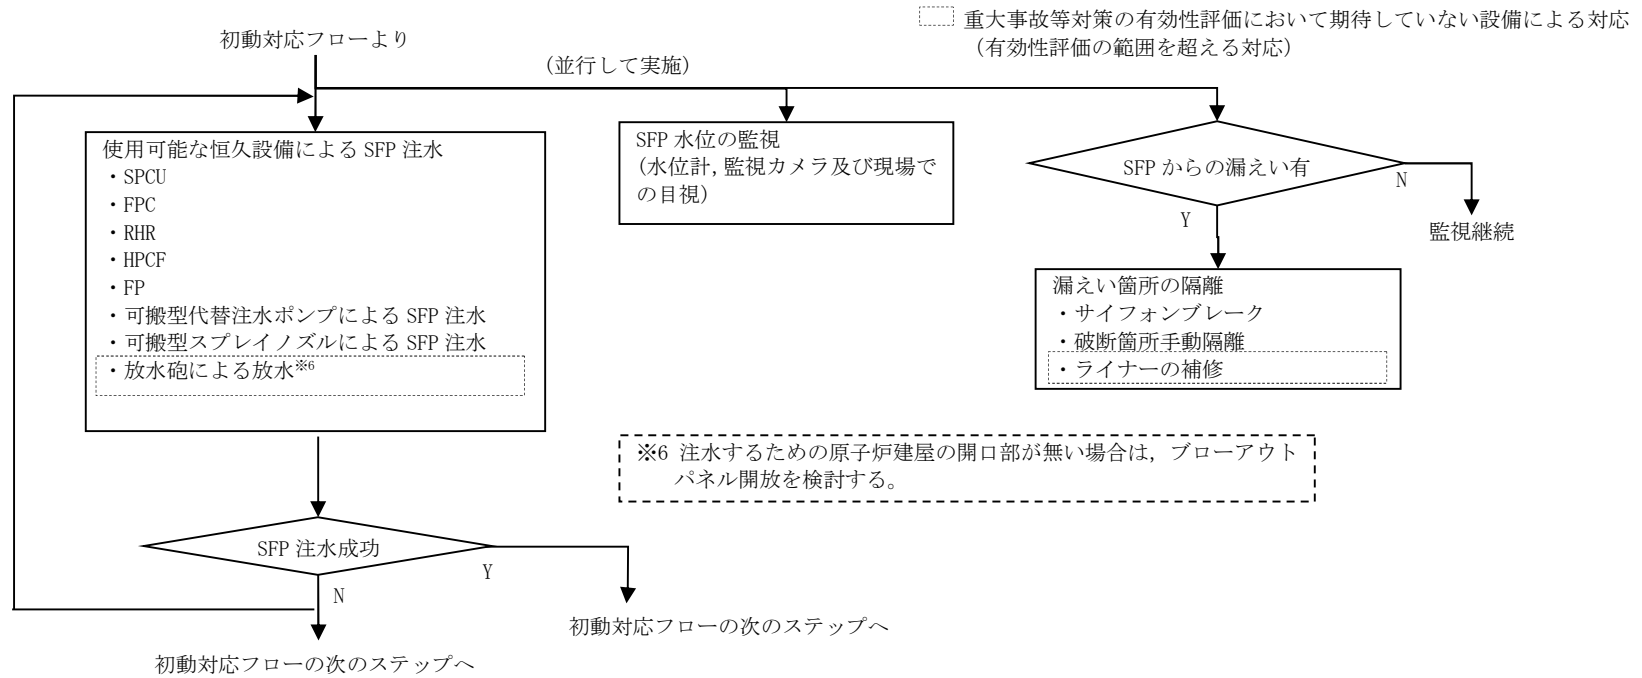 重大事故等対策の有効性評価において期待していない設備による対応
（有効性評価の範囲を超える対応）
初動対応フローより
（並行して実施）
使用可能な恒久設備による SFP 注水
・SPCU
・FPC
・RHR
・HPCF
・FP
・可搬型代替注水ポンプによる SFP 注水
・可搬型スプレイノズルによる SFP 注水
・放水砲による放水※6
SFP 水位の監視
（水位計，監視カメラ及び現場で
の目視）
SFP からの漏えい有
N
Y
監視継続
漏えい箇所の隔離
・サイフォンブレーク
・破断箇所手動隔離
・ライナーの補修
※6 注水するための原子炉建屋の開口部が無い場合は，ブローアウト
パネル開放を検討する。
SFP 注水成功
Y
N
初動対応フローの次のステップへ
初動対応フローの次のステップへ